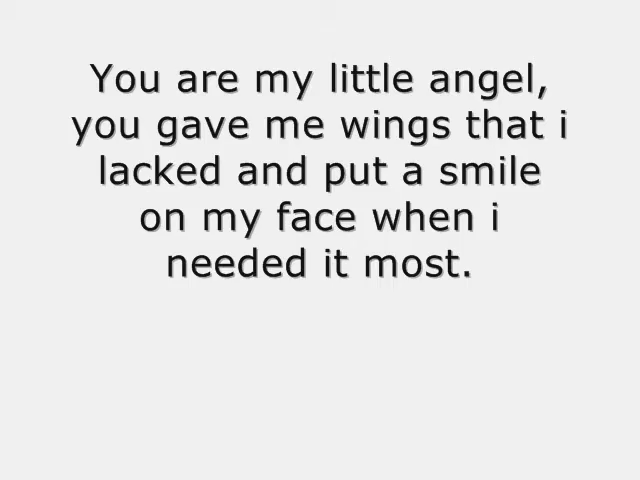 You are my little angel,
you gave me wings that i
lacked and put a smile
on my face when i
needed it most.